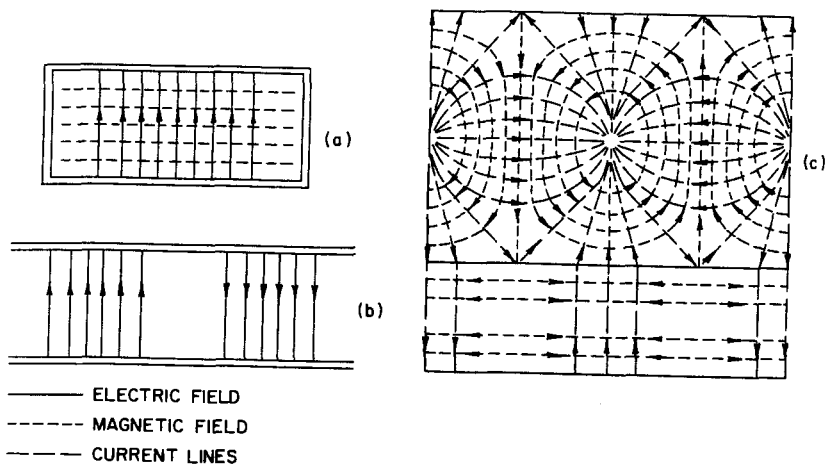 (a)
(b)
(c)
ELECTRIC FIELD
MAGNETIC FIELD
CURRENT LINES